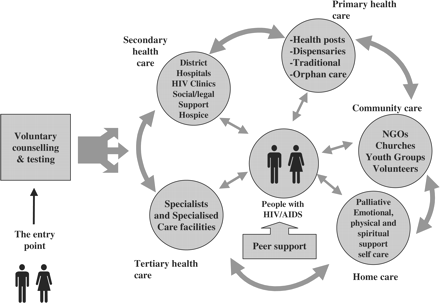 Primary health
care
-Health posts
-Dispensaries
-Traditional
-Orphan care
Secondary health
care
District
Hospitals
HIV Clinics
Social/legal
Support
Hospice
Community care
NGOs
Churches
Youth Groups
Volunteers
Voluntary
counselling
& testing
The entry
point
People with
HIV/AIDS
Peer support
Specialists
and Specialised
Care facilities
Tertiary health
care
Palliative
Emotional,
physical and
spiritual
support
self care
Home care